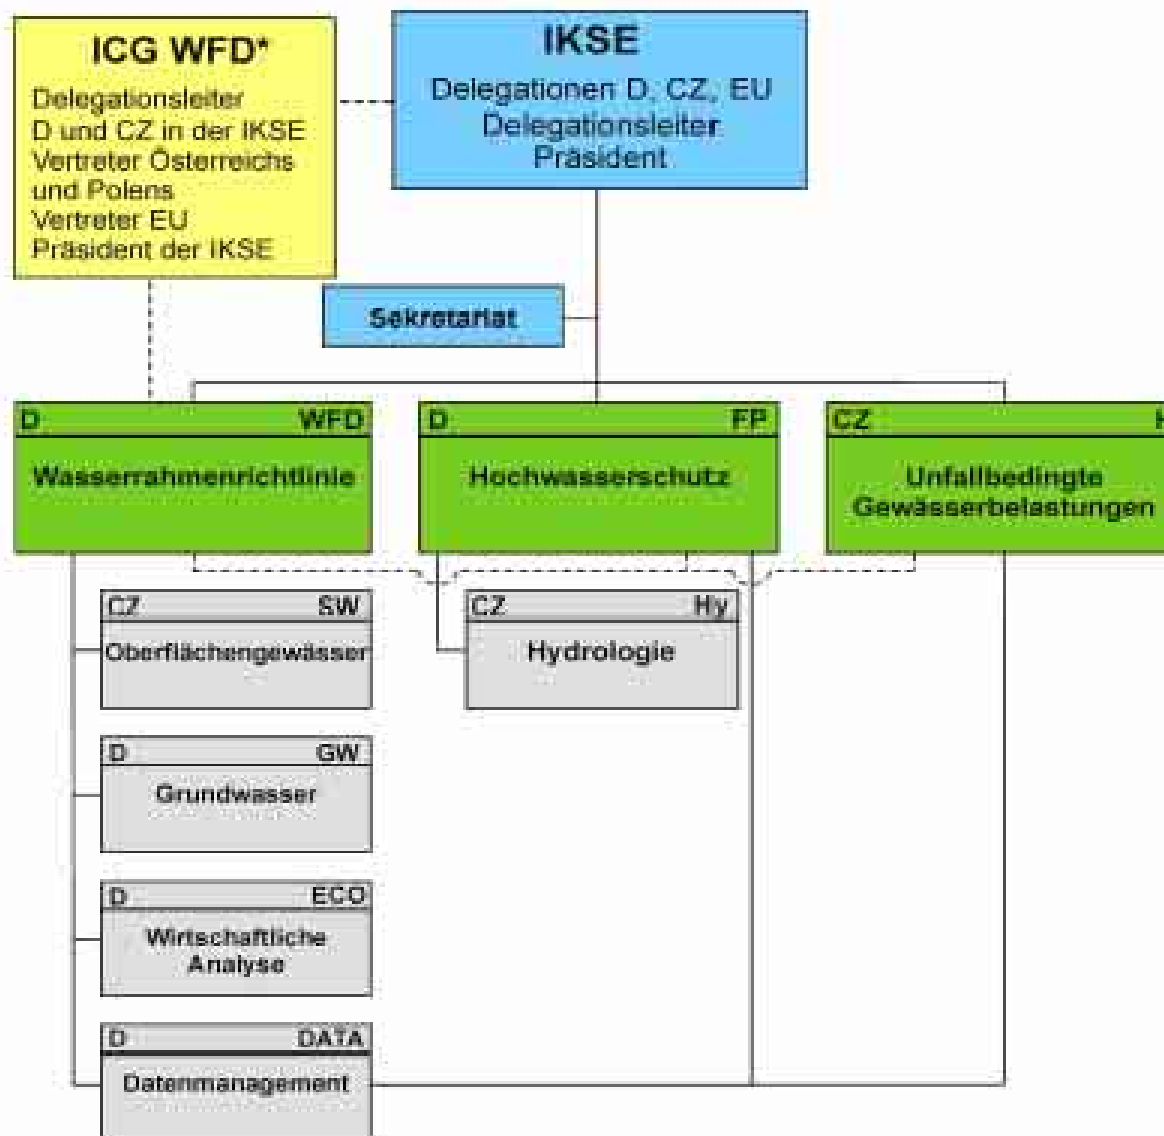 ICG WFD*
Delegationsleiter
D und CZ in der IKSE
Vertreter Österreichs
und Polens
Vertreter EU
Präsident der IKSE
IKSE
Delegationen D, CZ, EU
Delegationsleiter
Präsident
Sekretariat
D WFD
Wasserrahmenrichtlinie
D FP
Hochwasserschutz
CZ
Unfallbedingte
Gewässerbelastungen
CZ SW
Oberflächengewässer
CZ Hy
Hydrologie
D GW
Grundwasser
D ECO
Wirtschaftliche
Analyse
D DATA
Datenmanagement